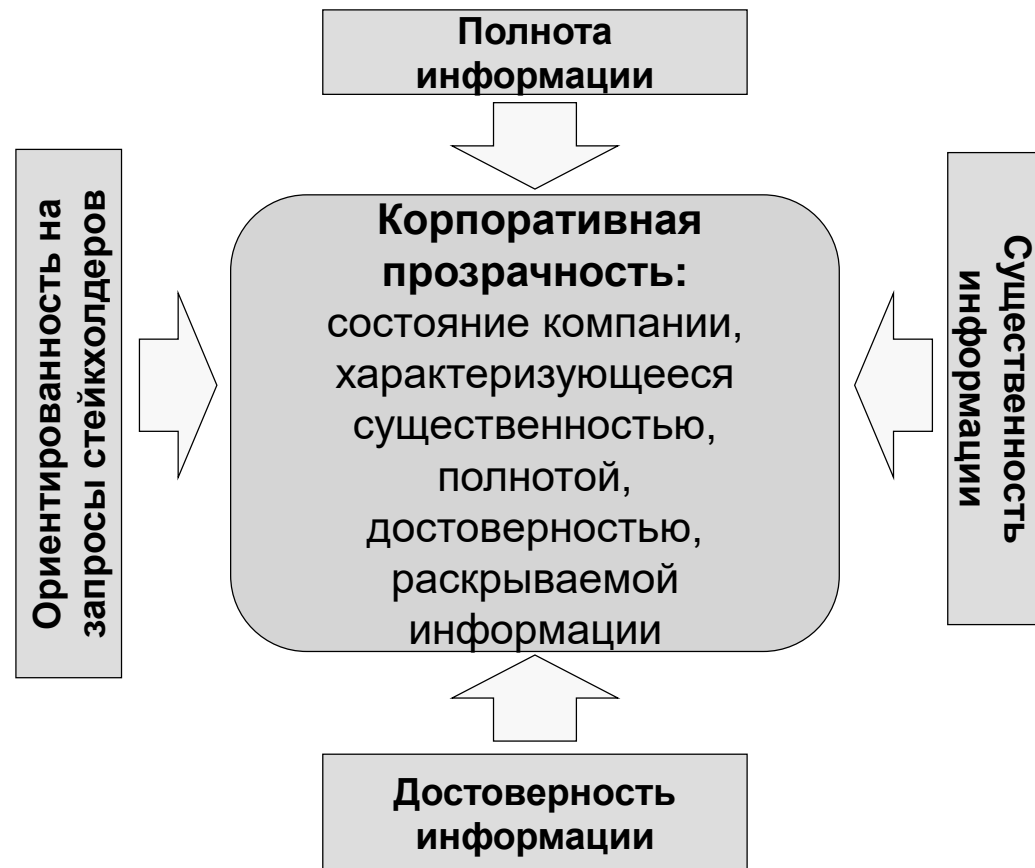 Полнота
информации
Ориентированность на
запросы стейкхолдеров
Корпоративная
прозрачность:
состояние компании,
характеризующееся
существенностью,
полнотой,
достоверностью,
раскрываемой
информации
Существенность
информации
Достоверность
информации